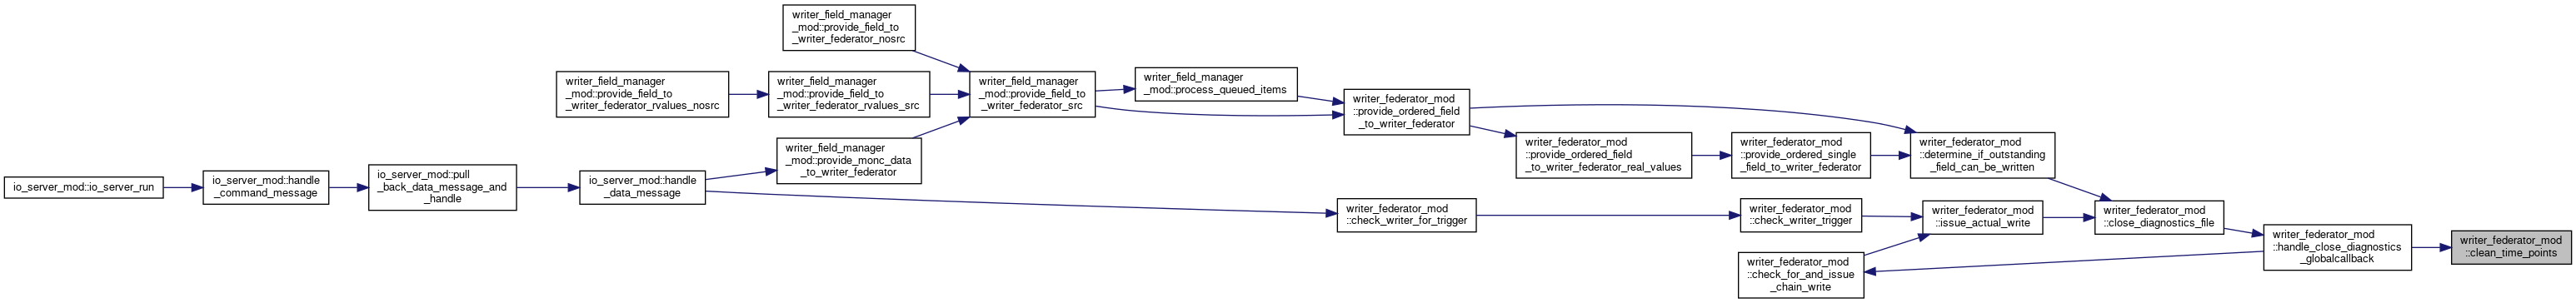 writer_field_manager
_mod::provide_field_to
_writer_federator_nosrc
writer_field_manager
_mod::provide_field_to
_writer_federator_rvalues_nosrc
writer_field_manager
_mod::provide_field_to
_writer_federator_rvalues_src
writer_field_manager
_mod::provide_field_to
_writer_federator_src
writer_field_manager
_mod::process_queued_items
writer_federator_mod
::provide_ordered_field
_to_writer_federator
writer_federator_mod
::provide_ordered_field
_to_writer_federator_real_values
writer_federator_mod
::provide_ordered_single
_field_to_writer_federator
writer_federator_mod
::determine_if_outstanding
_field_can_be_written
writer_field_manager
_mod::provide_monc_data
_to_writer_federator
io_server_mod::io_server_run
io_server_mod::handle
_command_message
io_server_mod::pull
_back_data_message_and
_handle
io_server_mod::handle
_data_message
writer_federator_mod
::check_writer_for_trigger
writer_federator_mod
::check_writer_trigger
writer_federator_mod
::issue_actual_write
writer_federator_mod
::close_diagnostics_file
writer_federator_mod
::check_for_and_issue
_chain_write
writer_federator_mod
::handle_close_diagnostics
_globalcallback
writer_federator_mod
::clean_time_points